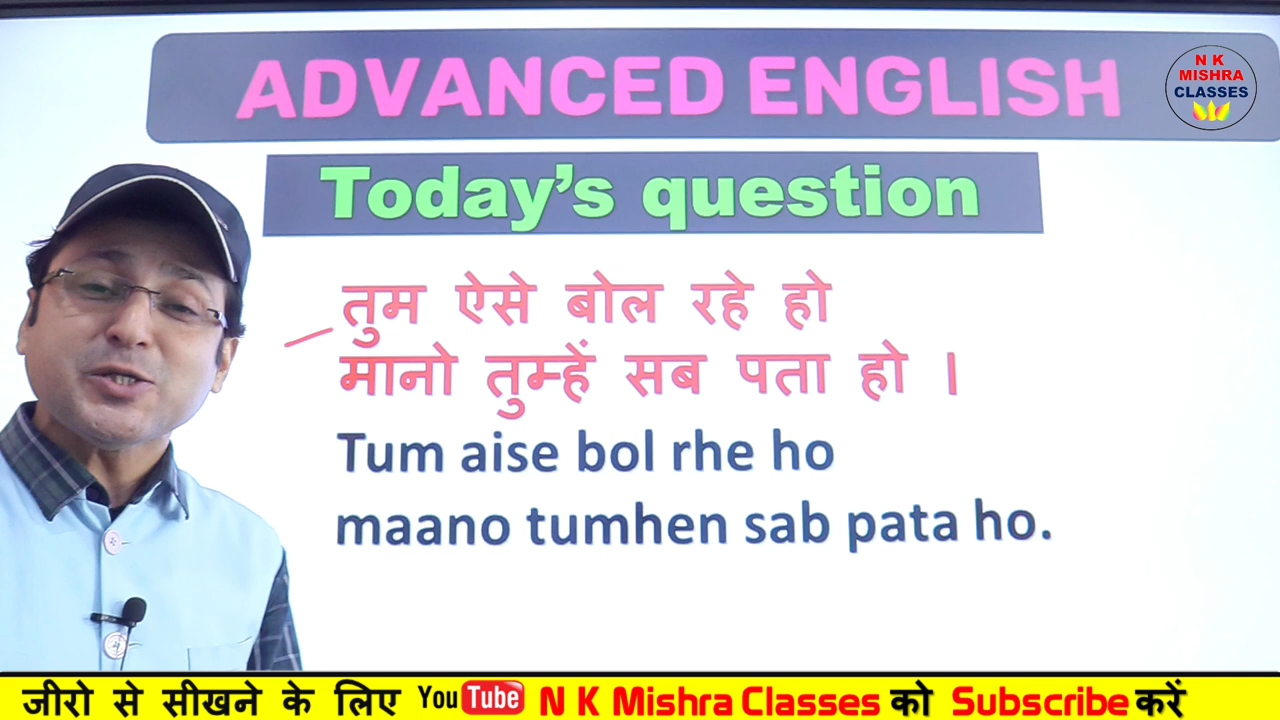 ADVANCED ENGLISH
N K
MISHRA
CLASSES
Today's question
तुम ऐसे बोल रहे हो
मानो तुम्हें सब पता हो ।
Tum aise bol rhe ho
maano tumhen sab pata ho.
जीरो से सीखने के लिए YouTube N K Mishra Classes को Subscribe करें